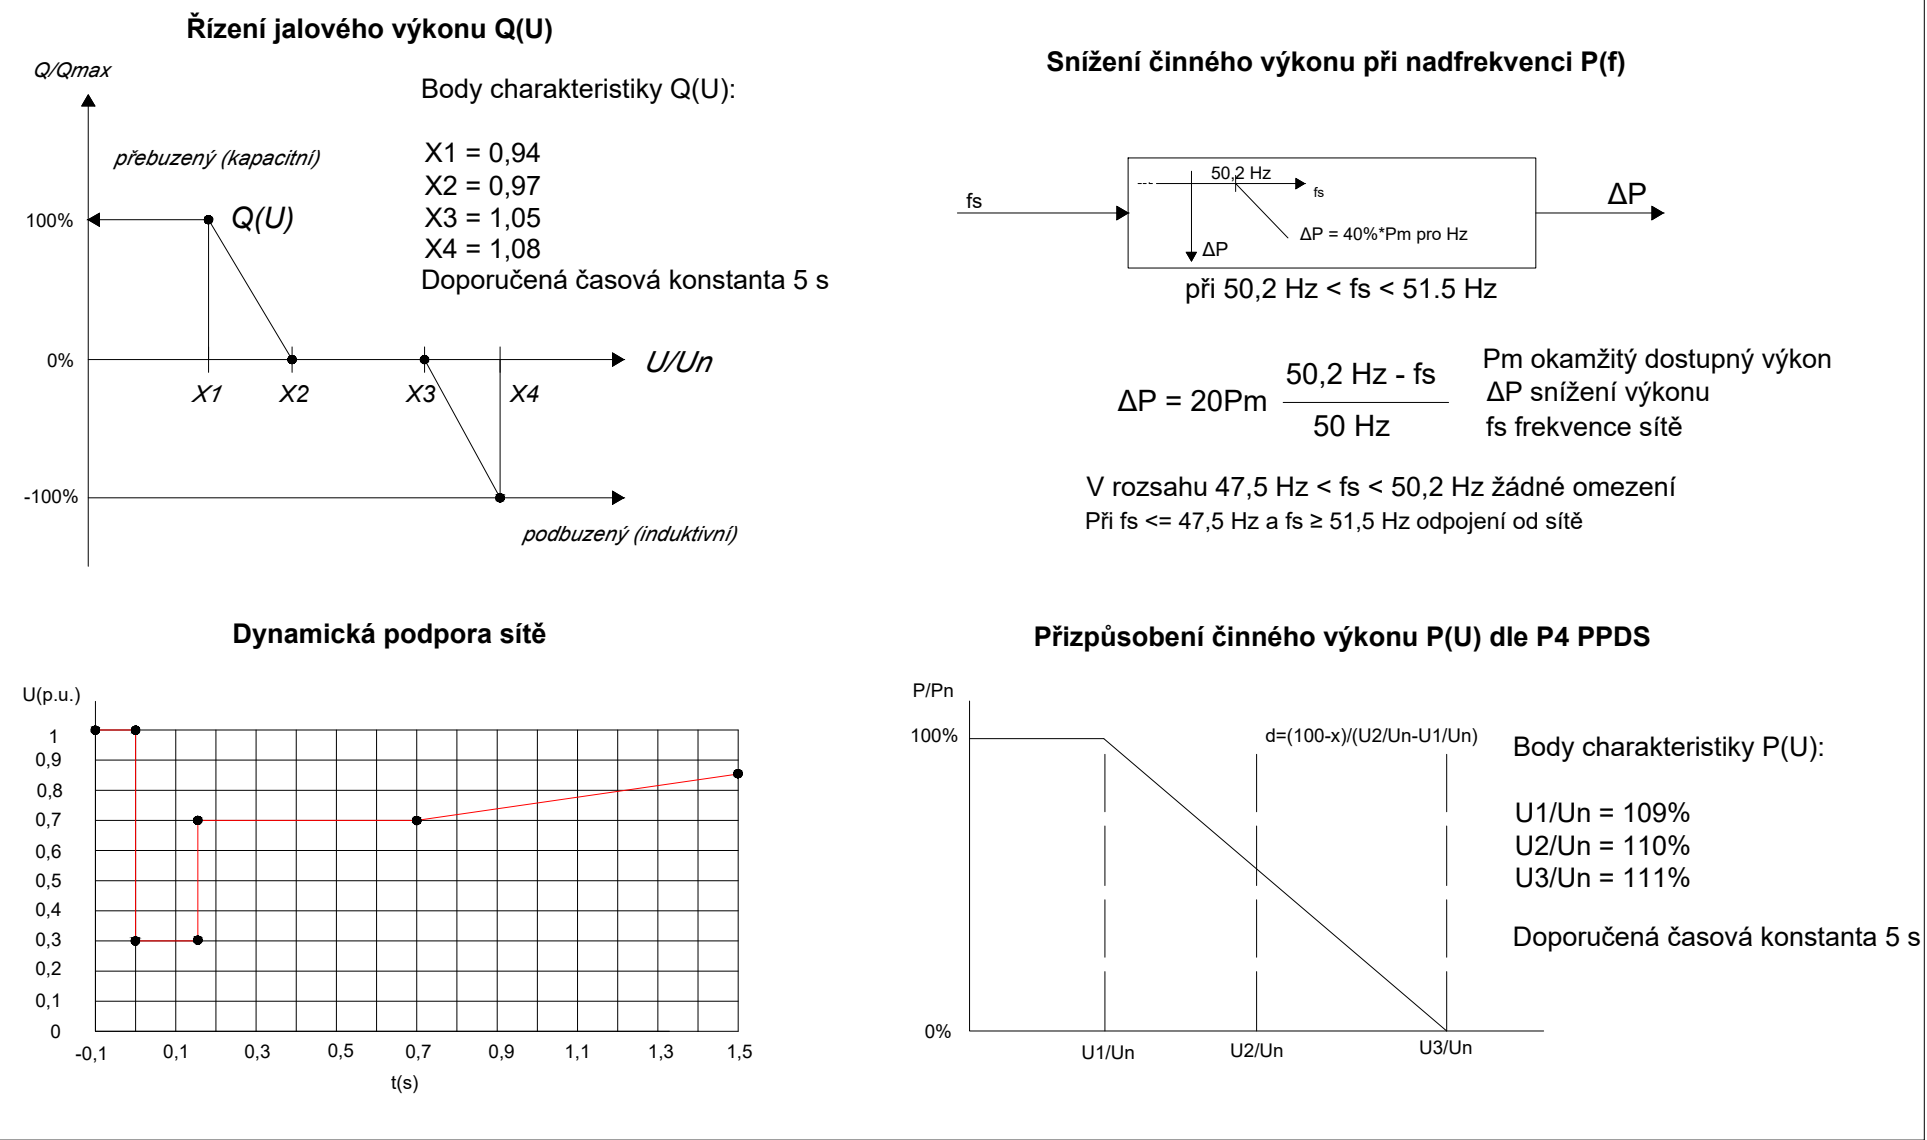 Řízení jalového výkonu Q(U)
Q/Qmax
Body charakteristiky Q(U):
přebuzený (kapacitní)
X1 = 0,94
X2 = 0,97
X3 = 1,05
X4 = 1,08
Doporučená časová konstanta 5 s
100%
Q(U)
0%
U/Un
X1
X2
X3
X4
-100%
podbuzený (induktivní)
Snížení činného výkonu při nadfrekvenci P(f)
fs
50,2 Hz
fs
ΔP = 40%*Pm pro Hz
ΔP
ΔP
při 50,2 Hz < fs < 51.5 Hz
ΔP = 20Pm
50,2 Hz - fs
50 Hz
Pm okamžitý dostupný výkon
ΔP snížení výkonu
fs frekvence sítě
V rozsahu 47,5 Hz < fs < 50,2 Hz žádné omezení
Při fs <= 47,5 Hz a fs ≥ 51,5 Hz odpojení od sítě
Dynamická podpora sítě
U(p.u.)
1
0,9
0,8
0,7
0,6
0,5
0,4
0,3
0,2
0,1
0
-0,1
0,1
0,3
0,5
0,7
0,9
1,1
1,3
1,5
t(s)
Přizpůsobení činného výkonu P(U) dle P4 PPDS
P/Pn
100%
d=(100-x)/(U2/Un-U1/Un)
Body charakteristiky P(U):
U1/Un = 109%
U2/Un = 110%
U3/Un = 111%
Doporučená časová konstanta 5 s
0%
U1/Un
U2/Un
U3/Un